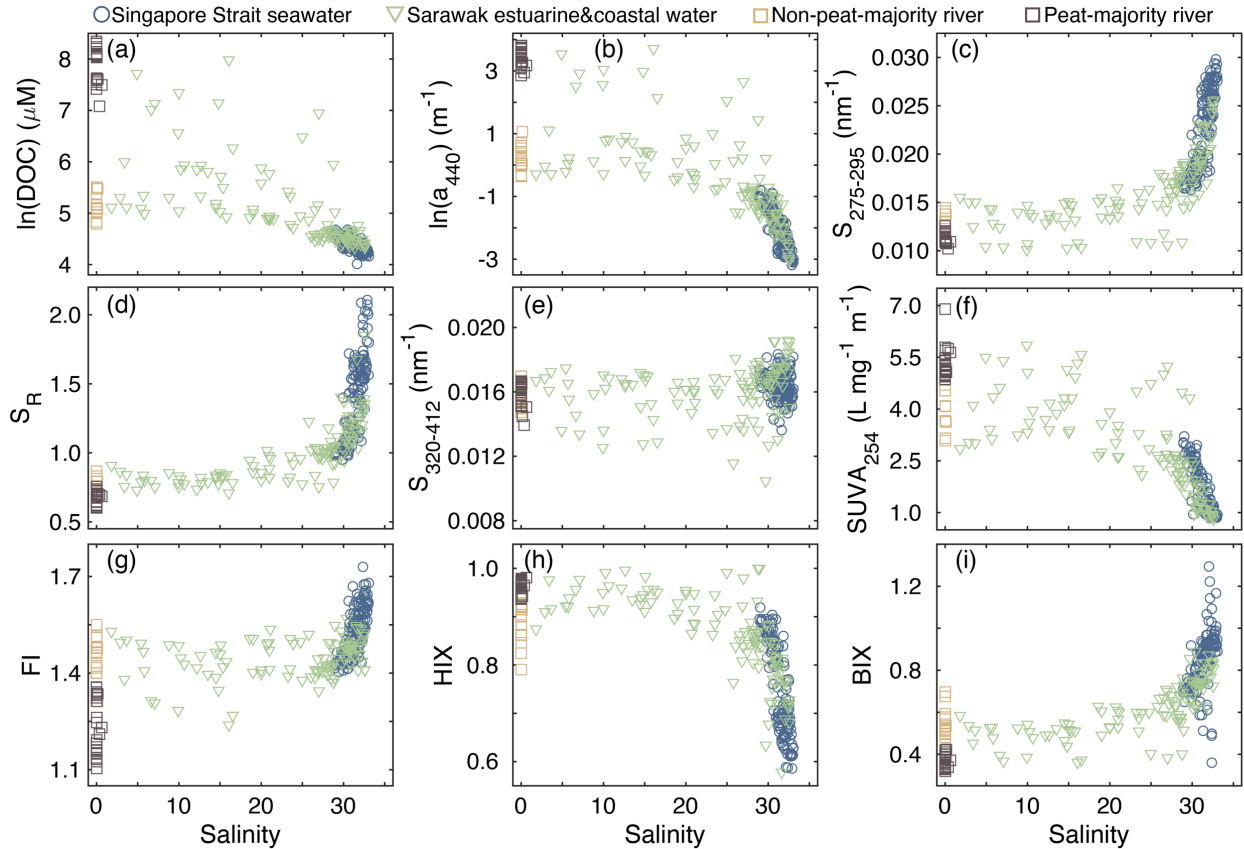 Singapore Strait seawater Sarawak estuarine&coastal water Non-peat-majority river Peat-majority river
(a) (b) (c)
ln(DOC) (μM)
8
7
6
5
4
ln(a440) (m-1)
3
1
-1
-3
S275-295 (nm-1)
0.030
0.025
0.020
0.015
0.010
(d) (e) (f)
SR
2.0
1.5
1.0
0.5
S320-412 (nm-1)
0.020
0.016
0.012
0.008
SUVA254 (L mg-1 m-1)
7.0
5.5
4.0
2.5
1.0
(g) (h) (i)
FI
1.7
1.4
1.1
HIX
1.0
0.8
0.6
BIX
1.2
0.8
0.4
0 10 20 30 0 10 20 30 0 10 20 30
Salinity Salinity Salinity